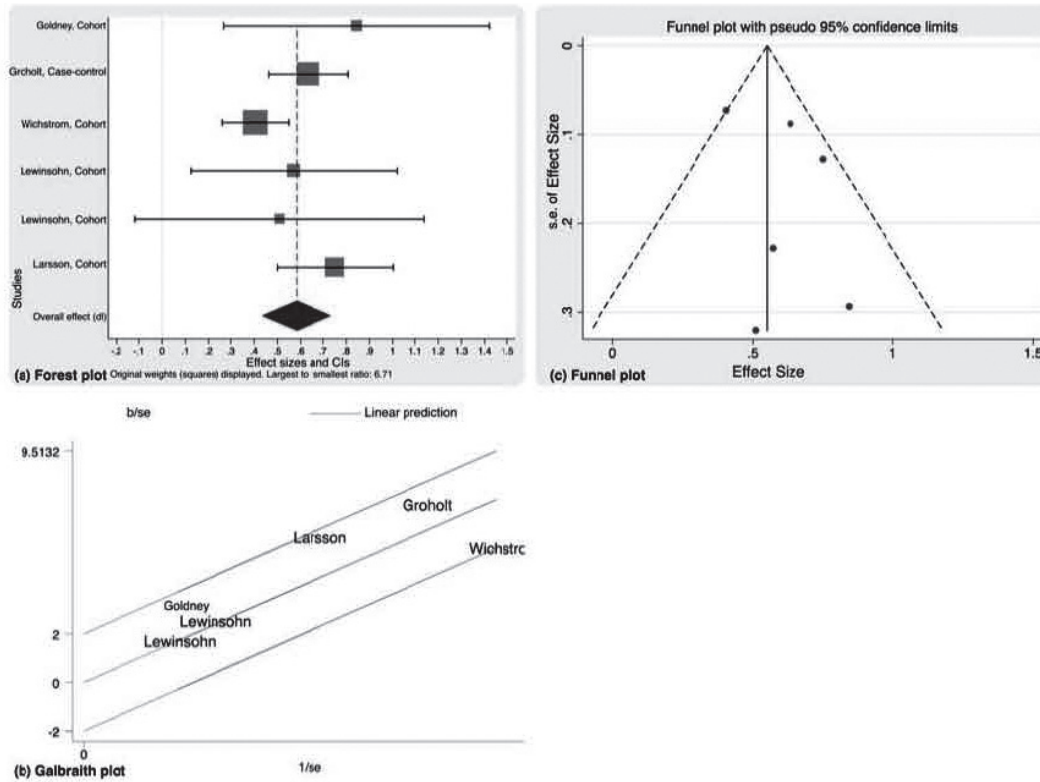 Goldney, Cohort
Grcholt, Case-control
Wichstrom, Cohort
Lewinsohn, Cohort
Lewinsohn, Cohort
Larsson, Cohort
Studies
Overall effect (dl)
-.2 -.1 0 .1 .2 .3 .4 .5 .6 .7 .8 .9 1 1.1 1.2 1.3 1.4 1.5
Effect sizes and CIs
(a) Forest plot Original weights (squares) displayed. Largest to smallest ratio: 6.71
Funnel plot with pseudo 95% confidence limits
0
.1
.2
.3
s.e. of Effect Size
0 .5 1 1.5
(c) Funnel plot Effect Size
b/se Linear prediction
9.5132
Groholt
Larsson
Wichstro
Goldney
Lewinsohn
Lewinsohn
2
0
-2
0
(b) Galbraith plot 1/se